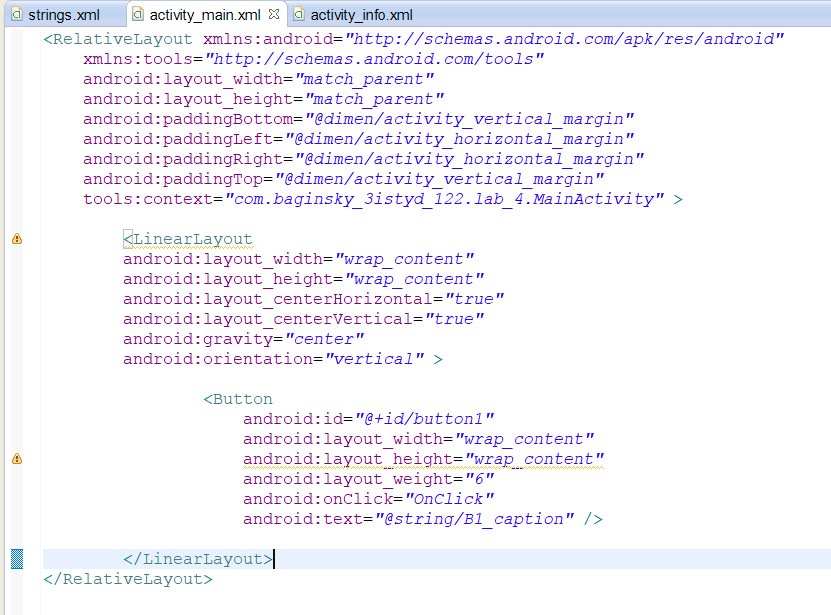 strings.xml activity_main.xml activity_info.xml
<RelativeLayout xmlns:android="http://schemas.android.com/apk/res/android"
    xmlns:tools="http://schemas.android.com/tools"
    android:layout_width="match_parent"
    android:layout_height="match_parent"
    android:paddingBottom="@dimen/activity_vertical_margin"
    android:paddingLeft="@dimen/activity_horizontal_margin"
    android:paddingRight="@dimen/activity_horizontal_margin"
    android:paddingTop="@dimen/activity_vertical_margin"
    tools:context="com.baginsky_3istyd_122.lab_4.MainActivity" >
        <LinearLayout
        android:layout_width="wrap_content"
        android:layout_height="wrap_content"
        android:layout_centerHorizontal="true"
        android:layout_centerVertical="true"
        android:gravity="center"
        android:orientation="vertical" >
                <Button
                    android:id="@+id/button1"
                    android:layout_width="wrap_content"
                    android:layout_height="wrap_content"
                    android:layout_weight="6"
                    android:onClick="OnClick"
                    android:text="@string/B1_caption" />
        </LinearLayout>
</RelativeLayout>